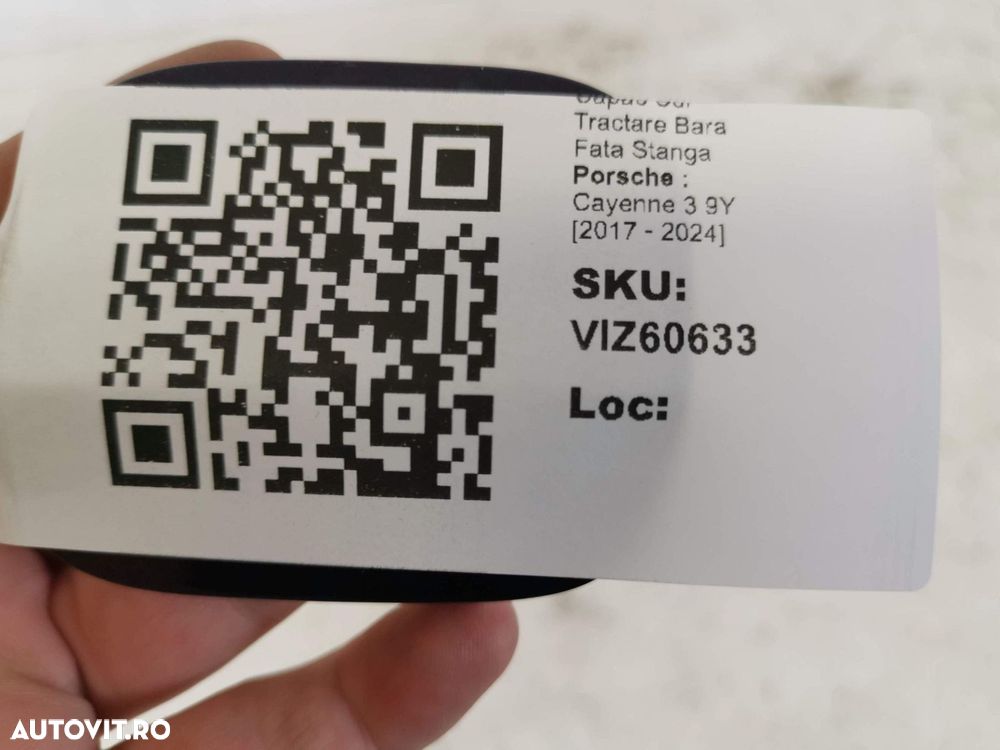 Tractare Bara
Fata Stanga
Porsche :
Cayenne 3 9Y
[2017 - 2024]
SKU:
VIZ60633
Loc:
AUTOVIT.RO